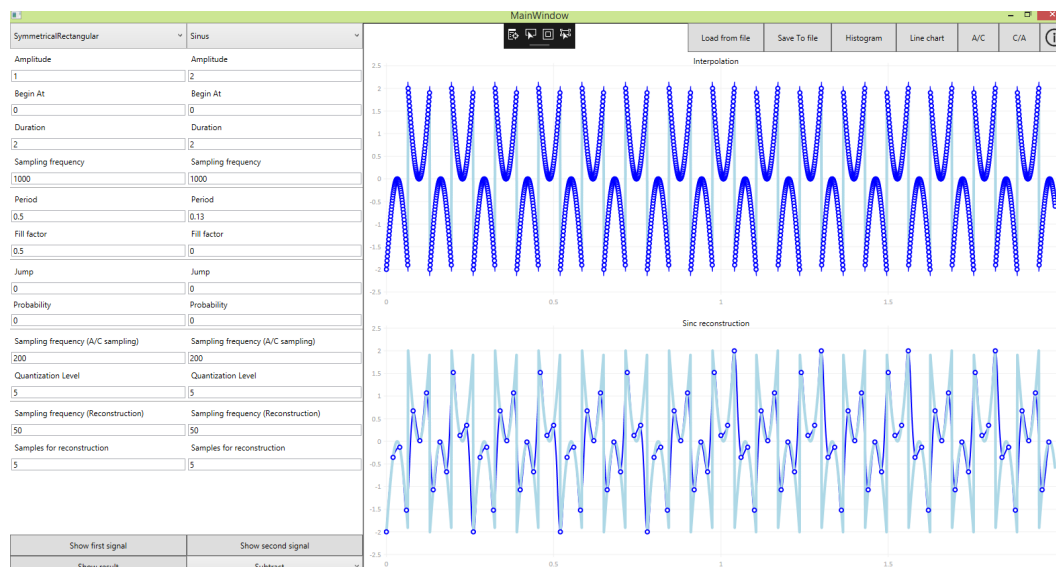 MainWindow
SymmetricalRectangular Sinus
Load from file Save To file Histogram Line chart A/C C/A i
Amplitude Amplitude
1 2
Begin At Begin At
0 0
Duration Duration
2 2
Sampling frequency Sampling frequency
1000 1000
Period Period
0.5 0.13
Fill factor Fill factor
0.5 0
Jump Jump
0 0
Probability Probability
0 0
Sampling frequency (A/C sampling) Sampling frequency (A/C sampling)
200 200
Quantization Level Quantization Level
5 5
Sampling frequency (Reconstruction) Sampling frequency (Reconstruction)
50 50
Samples for reconstruction Samples for reconstruction
5 5
Show first signal Show second signal
Show result Subtract
Interpolation
2.5
2
1.5
1
0.5
0
-0.5
-1
-1.5
-2
-2.5
0 0.5 1 1.5
Sinc reconstruction
2.5
2
1.5
1
0.5
0
-0.5
-1
-1.5
-2
-2.5
0 0.5 1 1.5